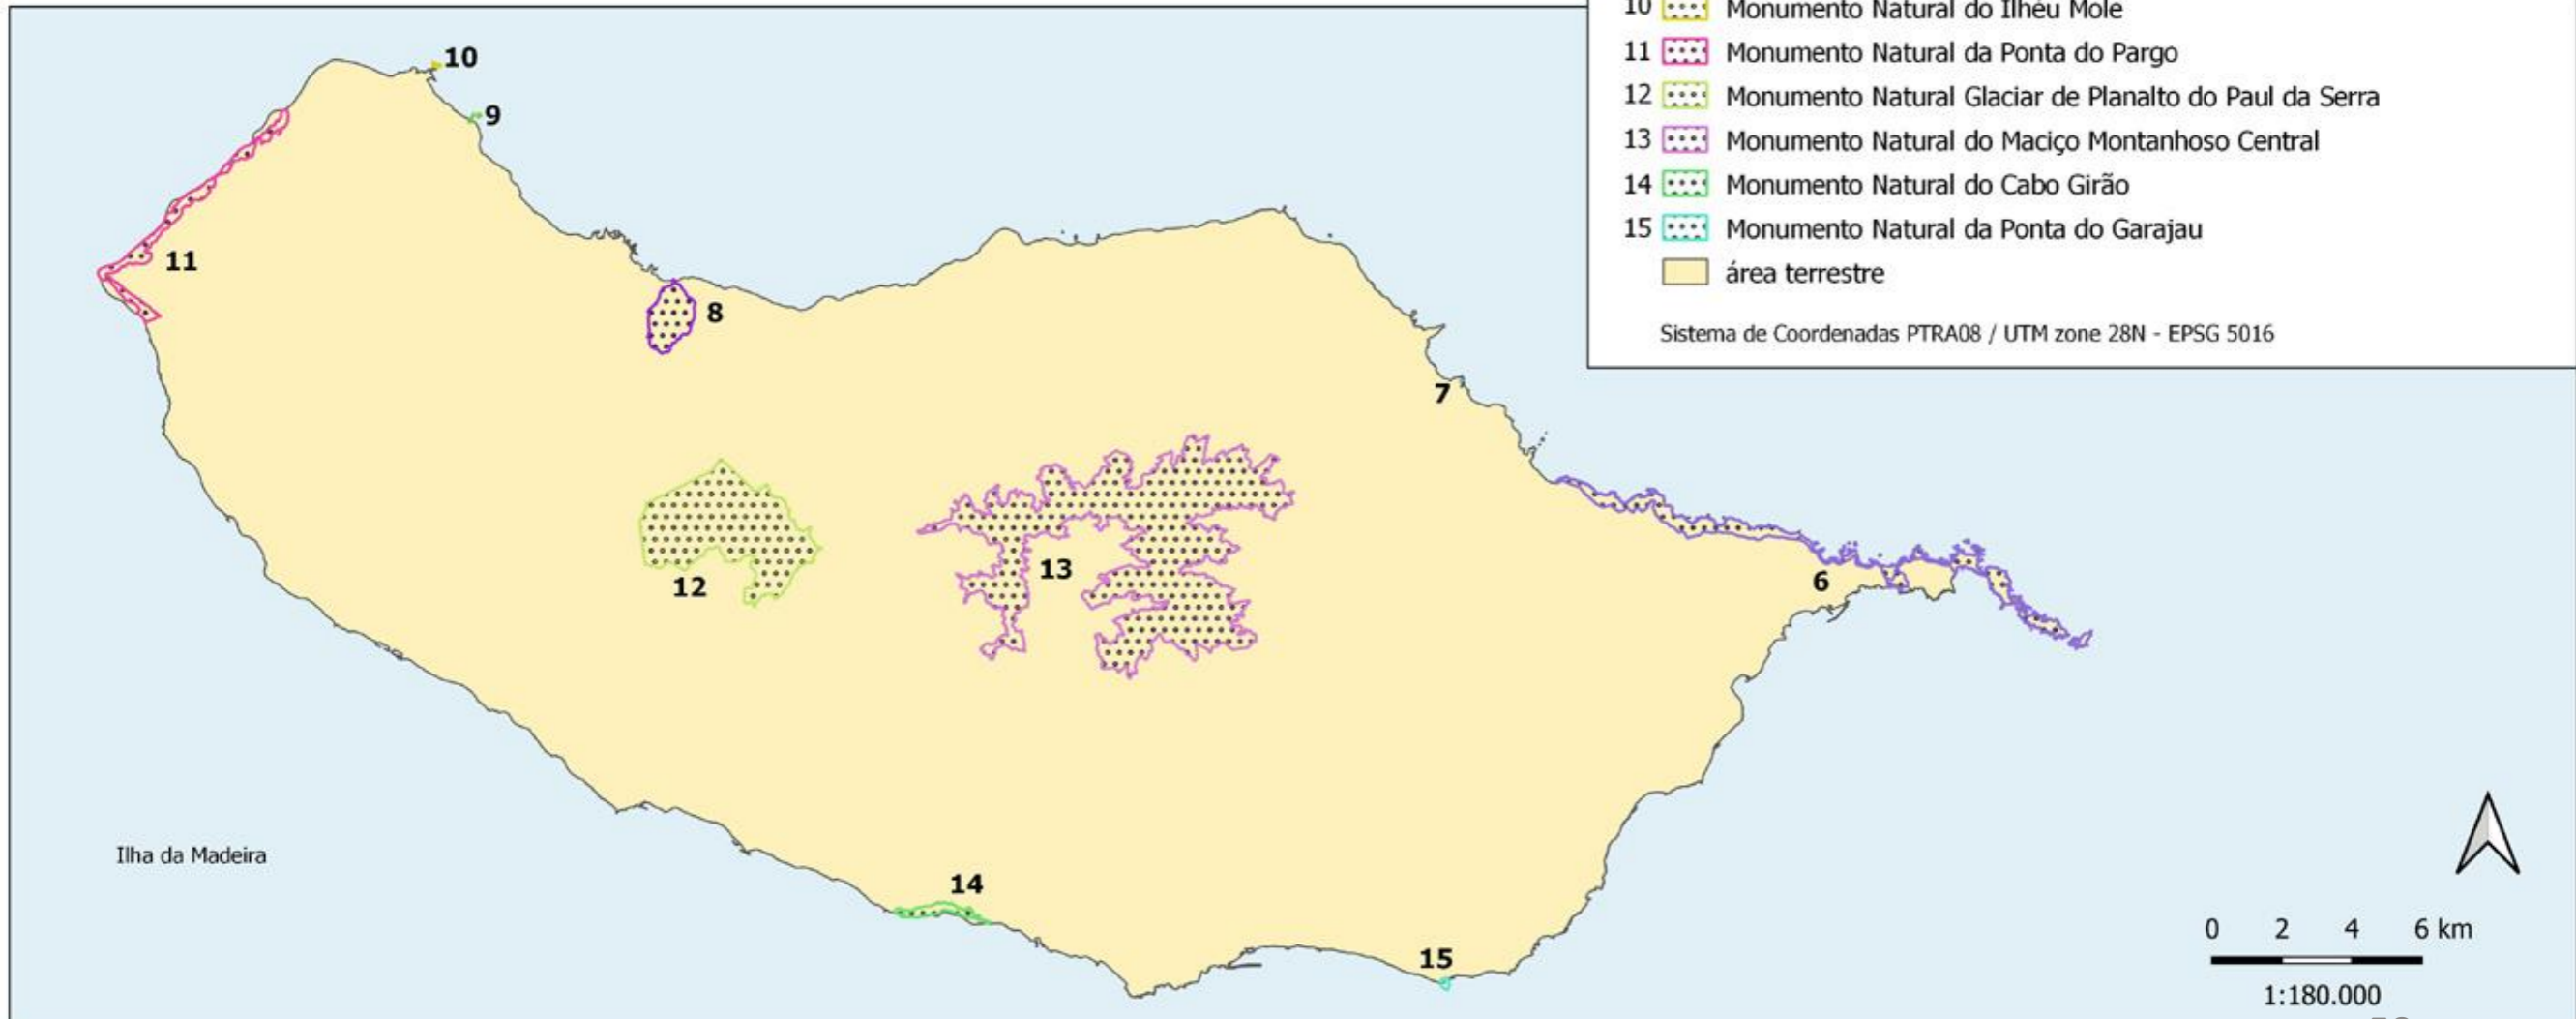 10 Monumento Natural do Ilhéu Mole
11 Monumento Natural da Ponta do Pargo
12 Monumento Natural Glaciar de Planalto do Paul da Serra
13 Monumento Natural do Maciço Montanhoso Central
14 Monumento Natural do Cabo Girão
15 Monumento Natural da Ponta do Garajau
área terrestre
Sistema de Coordenadas PTRA08 / UTM zone 28N - EPSG 5016
10
9
11
8
7
13
6
12
Ilha da Madeira
14
15
0 2 4 6 km
1:180.000